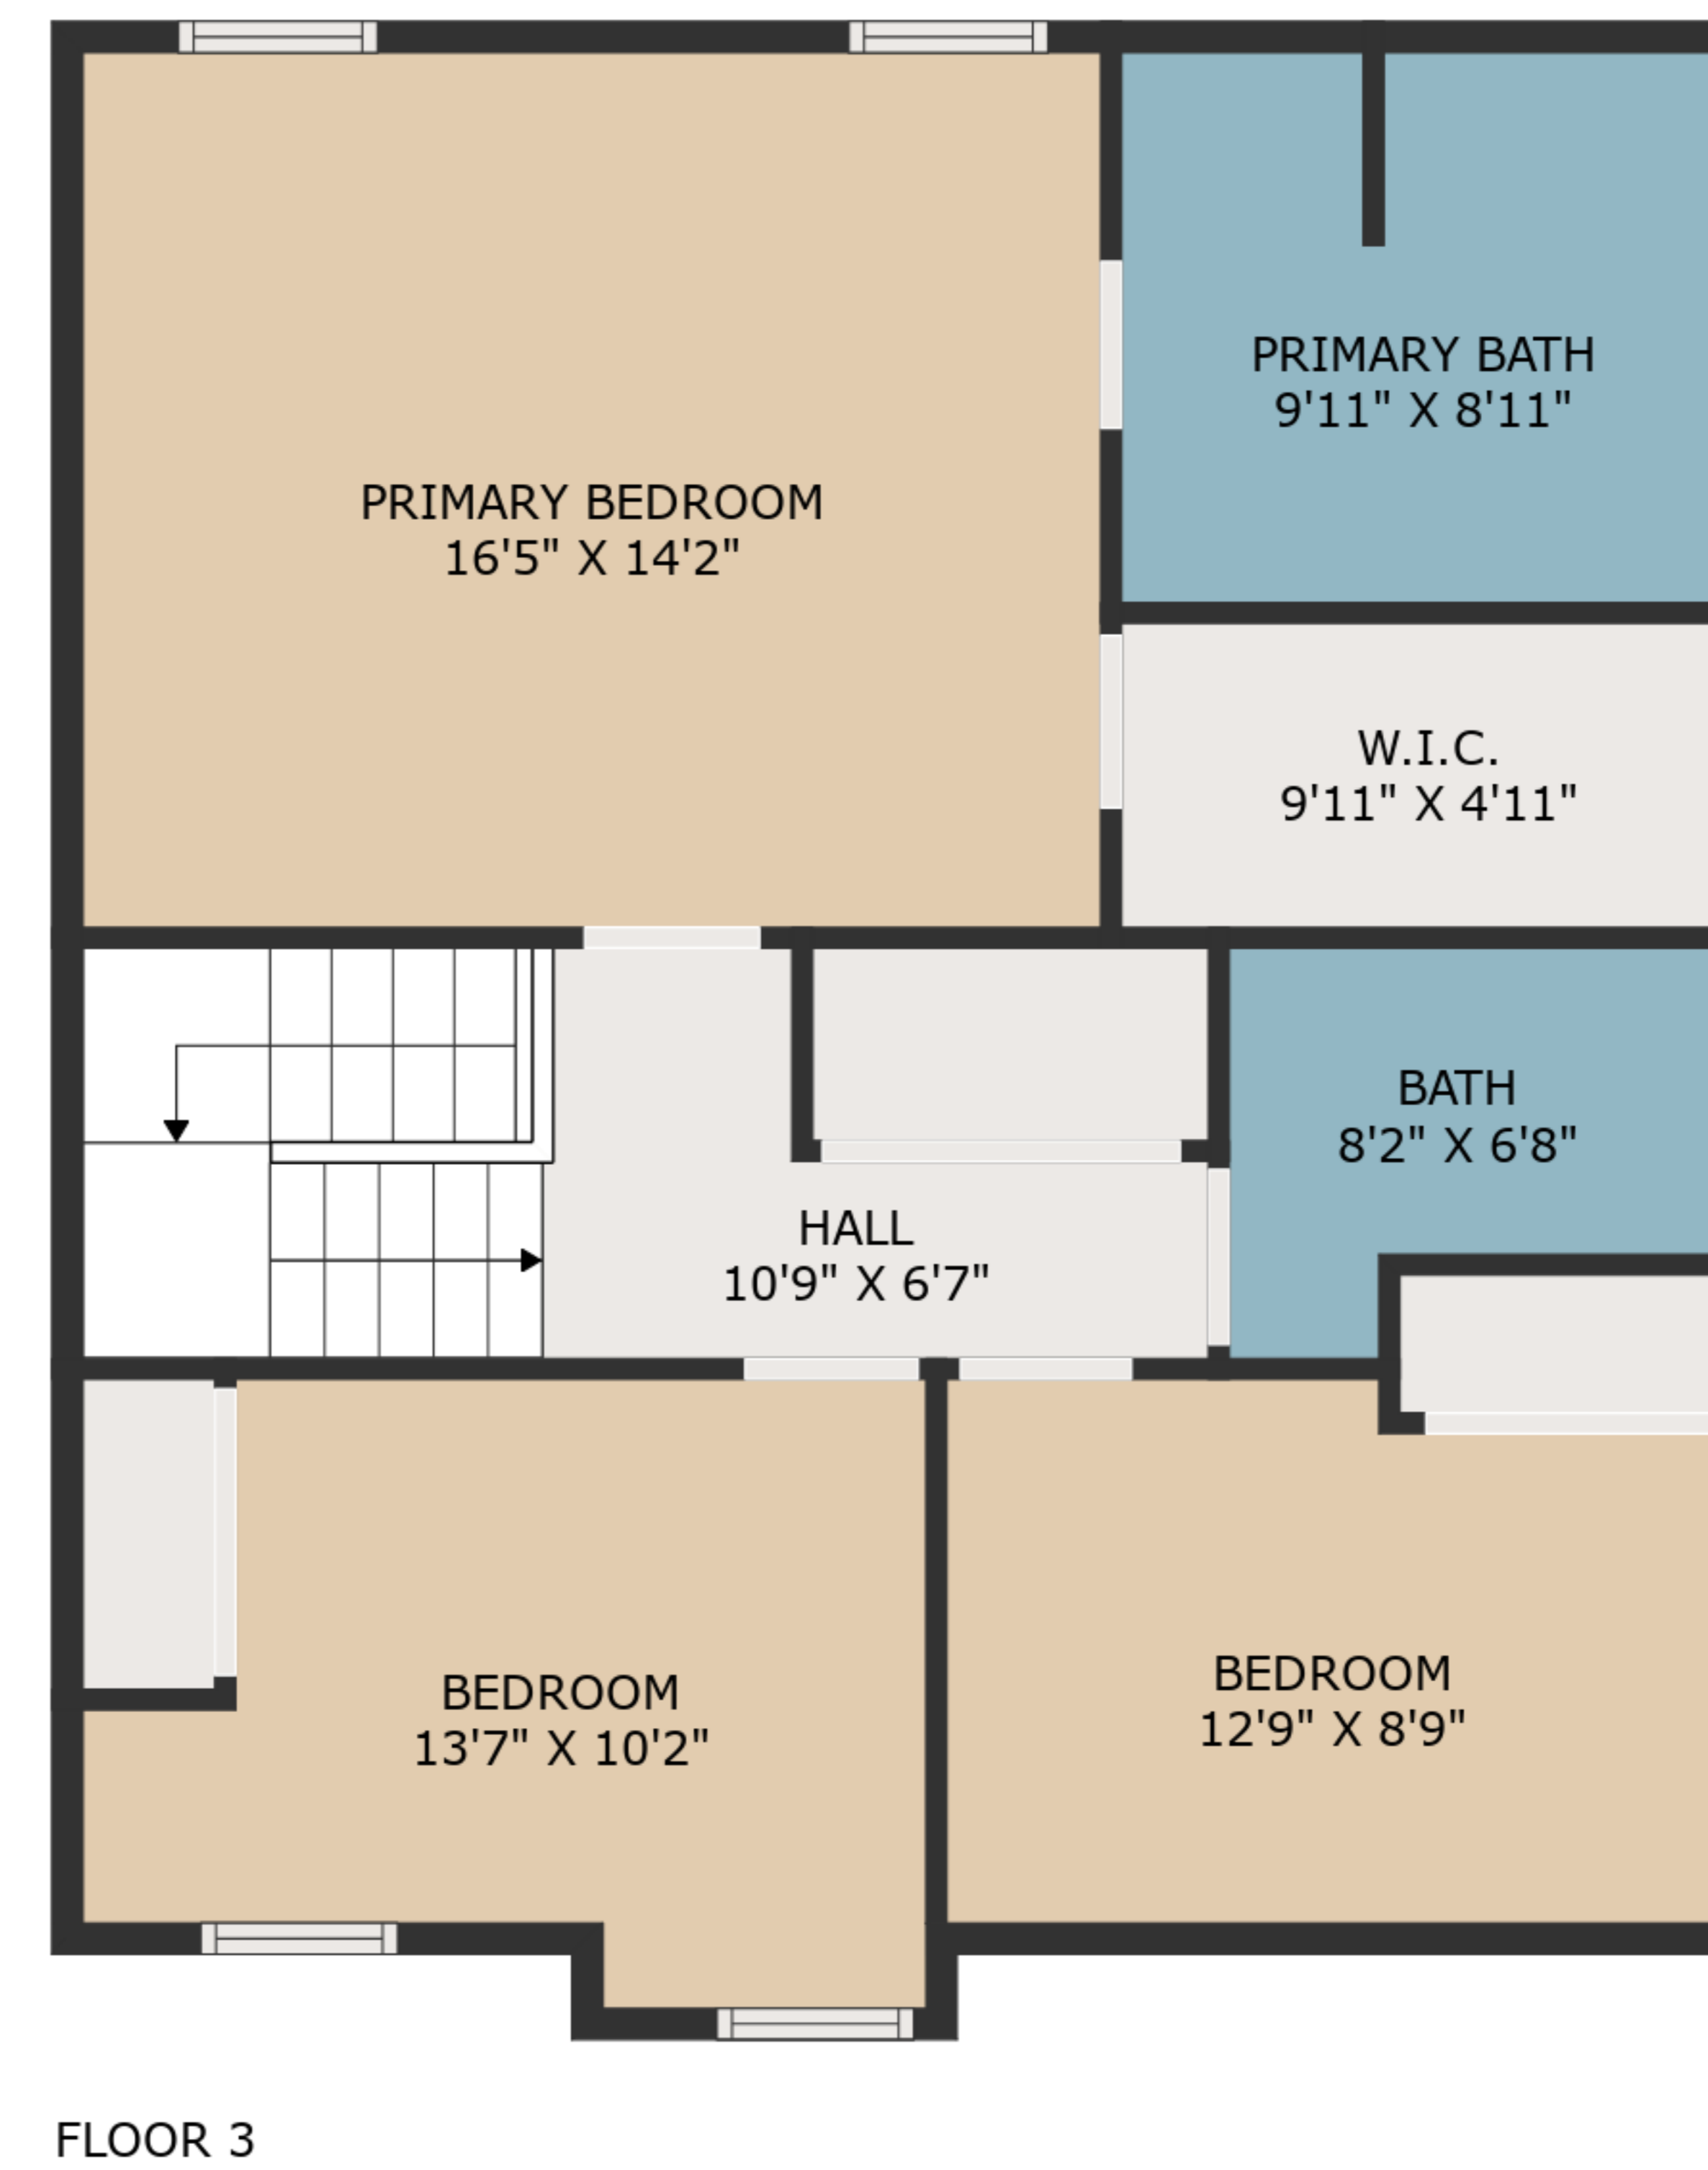 PRIMARY BATH
9'11" X 8'11"
PRIMARY BEDROOM
16'5" X 14'2"
W.I.C.
9'11" X 4'11"
BATH
8'2" X 6'8"
HALL
10'9" X 6'7"
BEDROOM
13'7" X 10'2"
BEDROOM
12'9" X 8'9"
FLOOR 3